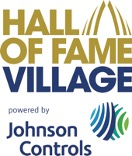 HALL
OF FAME
VILLAGE
powered by
Johnson
Controls